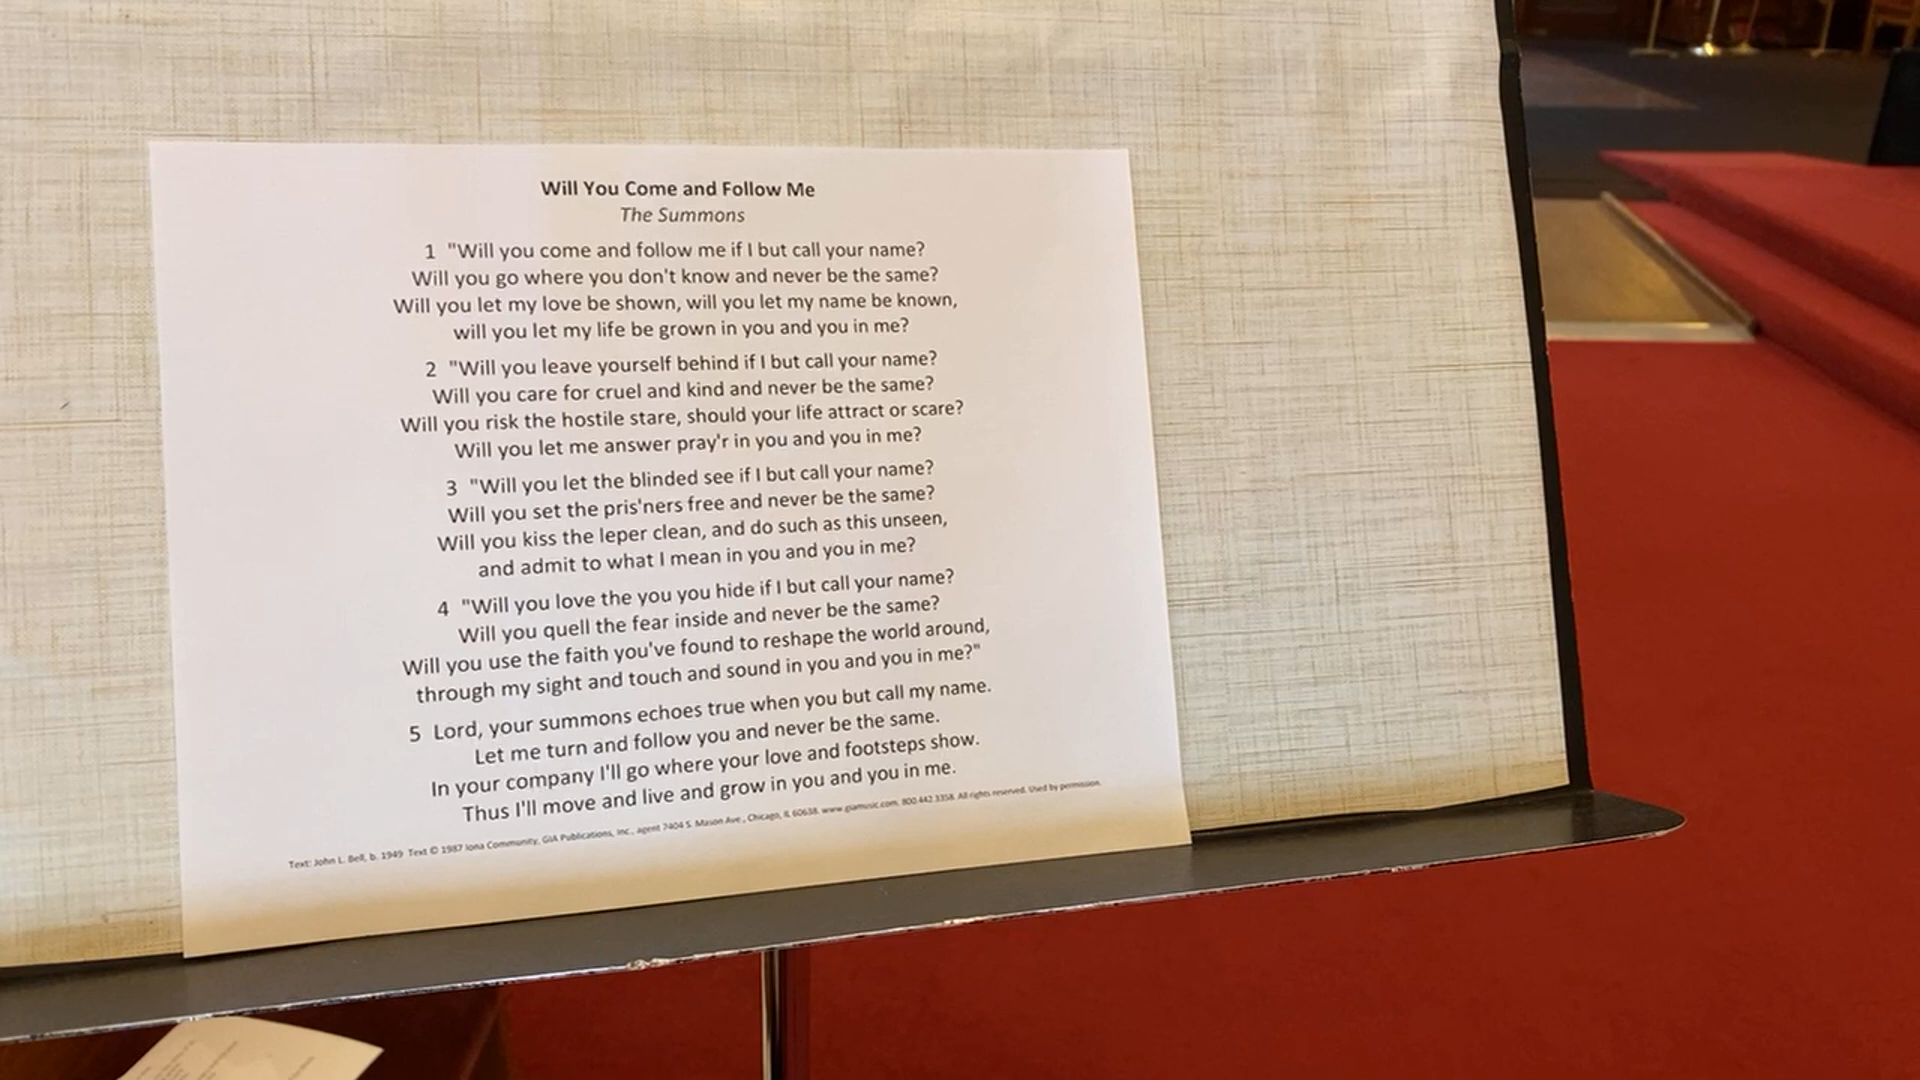 Will You Come and Follow Me
The Summons
1 "Will you come and follow me if I but call your name?
Will you go where you don't know and never be the same?
Will you let my love be shown, will you let my name be known,
will you let my life be grown in you and you in me?
2 "Will you leave yourself behind if I but call your name?
Will you care for cruel and kind and never be the same?
Will you risk the hostile stare, should your life attract or scare?
Will you let me answer pray'r in you and you in me?
3 "Will you let the blinded see if I but call your name?
Will you set the pris'ners free and never be the same?
Will you kiss the leper clean, and do such as this unseen,
and admit to what I mean in you and you in me?
4 "Will you love the you you hide if I but call your name?
Will you quell the fear inside and never be the same?
Will you use the faith you've found to reshape the world around,
through my sight and touch and sound in you and you in me?"
5 Lord, your summons echoes true when you but call my name.
Let me turn and follow you and never be the same.
In your company I'll go where your love and footsteps show.
Thus I'll move and live and grow in you and you in me.
Text: John L. Bell, b. 1949 Text © 1987 Iona Community, GIA Publications, Inc., agent 7404 S. Mason Ave., Chicago, IL 60638. www.giamusic.com. 800.442.3358. All rights reserved. Used by permission.